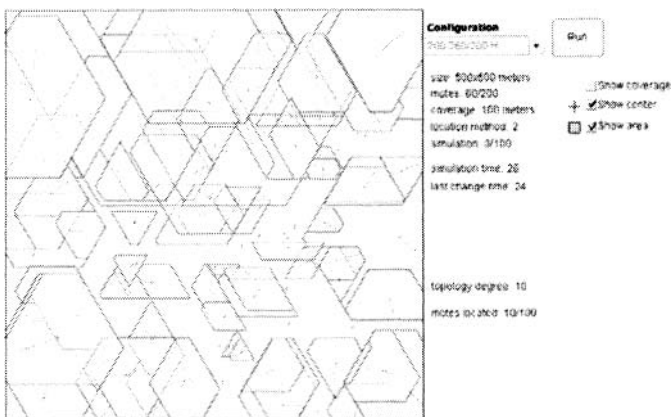 Configuration
Run
size: 500x500 meters
motes: 60/200
coverage: 100 meters
location method: 2
simulation: 3/100
simulation time: 26
last change time: 24
Show coverage
Show center
Show area
topology degree: 10
motes located: 10/100